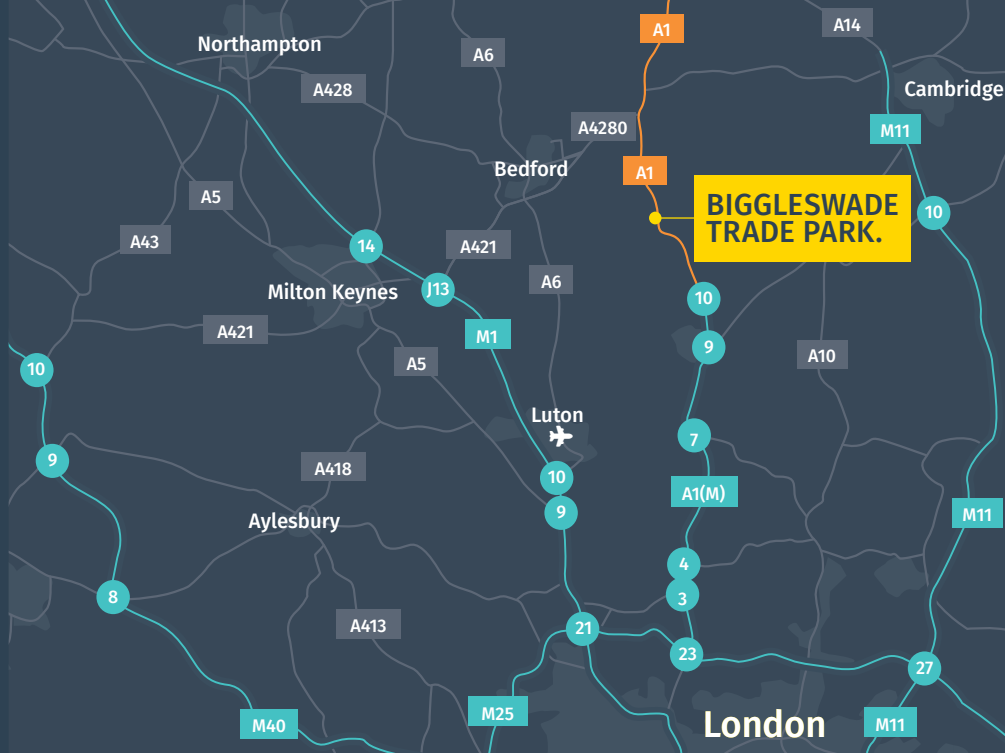 A1
A14
Northampton
A6
A428
Cambridge
A4280
M11
Bedford
A1
A5
BIGGLESWADE
TRADE PARK.
10
A43
14
A421
A6
Milton Keynes
J13
10
A421
M1
9
A10
A5
10
Luton
7
9
A418
10
A1(M)
9
M11
Aylesbury
4
3
8
A413
21
23
27
M25
M40
London
M11